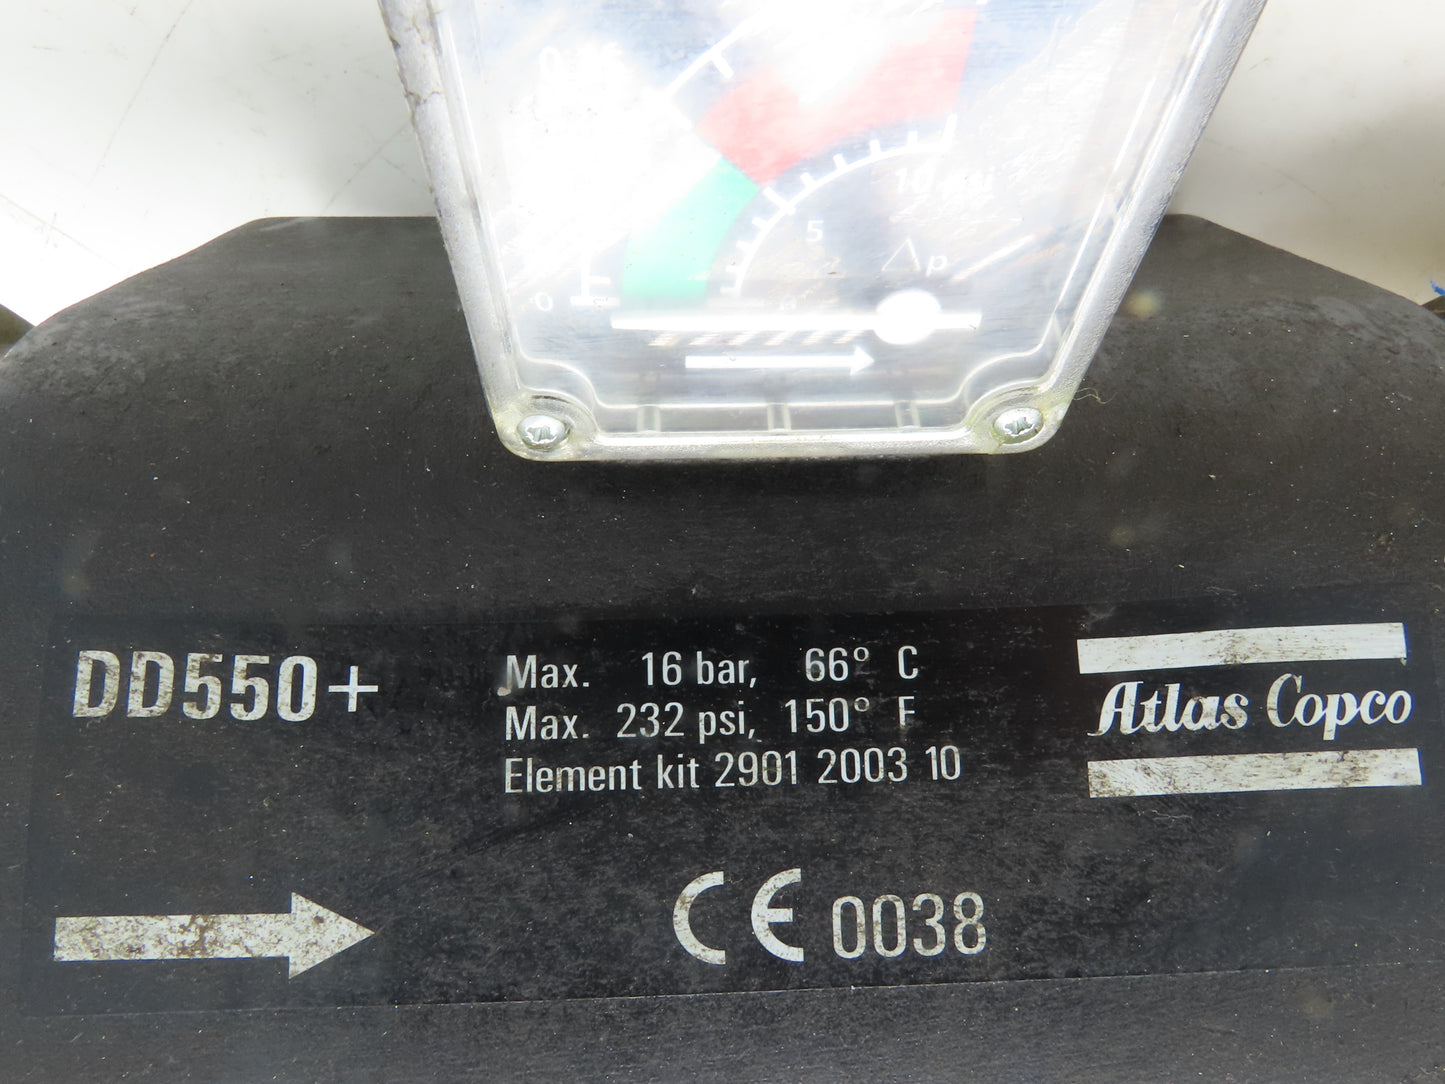 10 psi
5
Δp
0
DD550+
Max. 16 bar, 66° C
Max. 232 psi, 150° F
Element kit 2901 2003 10
Atlas Copco
CE 0038